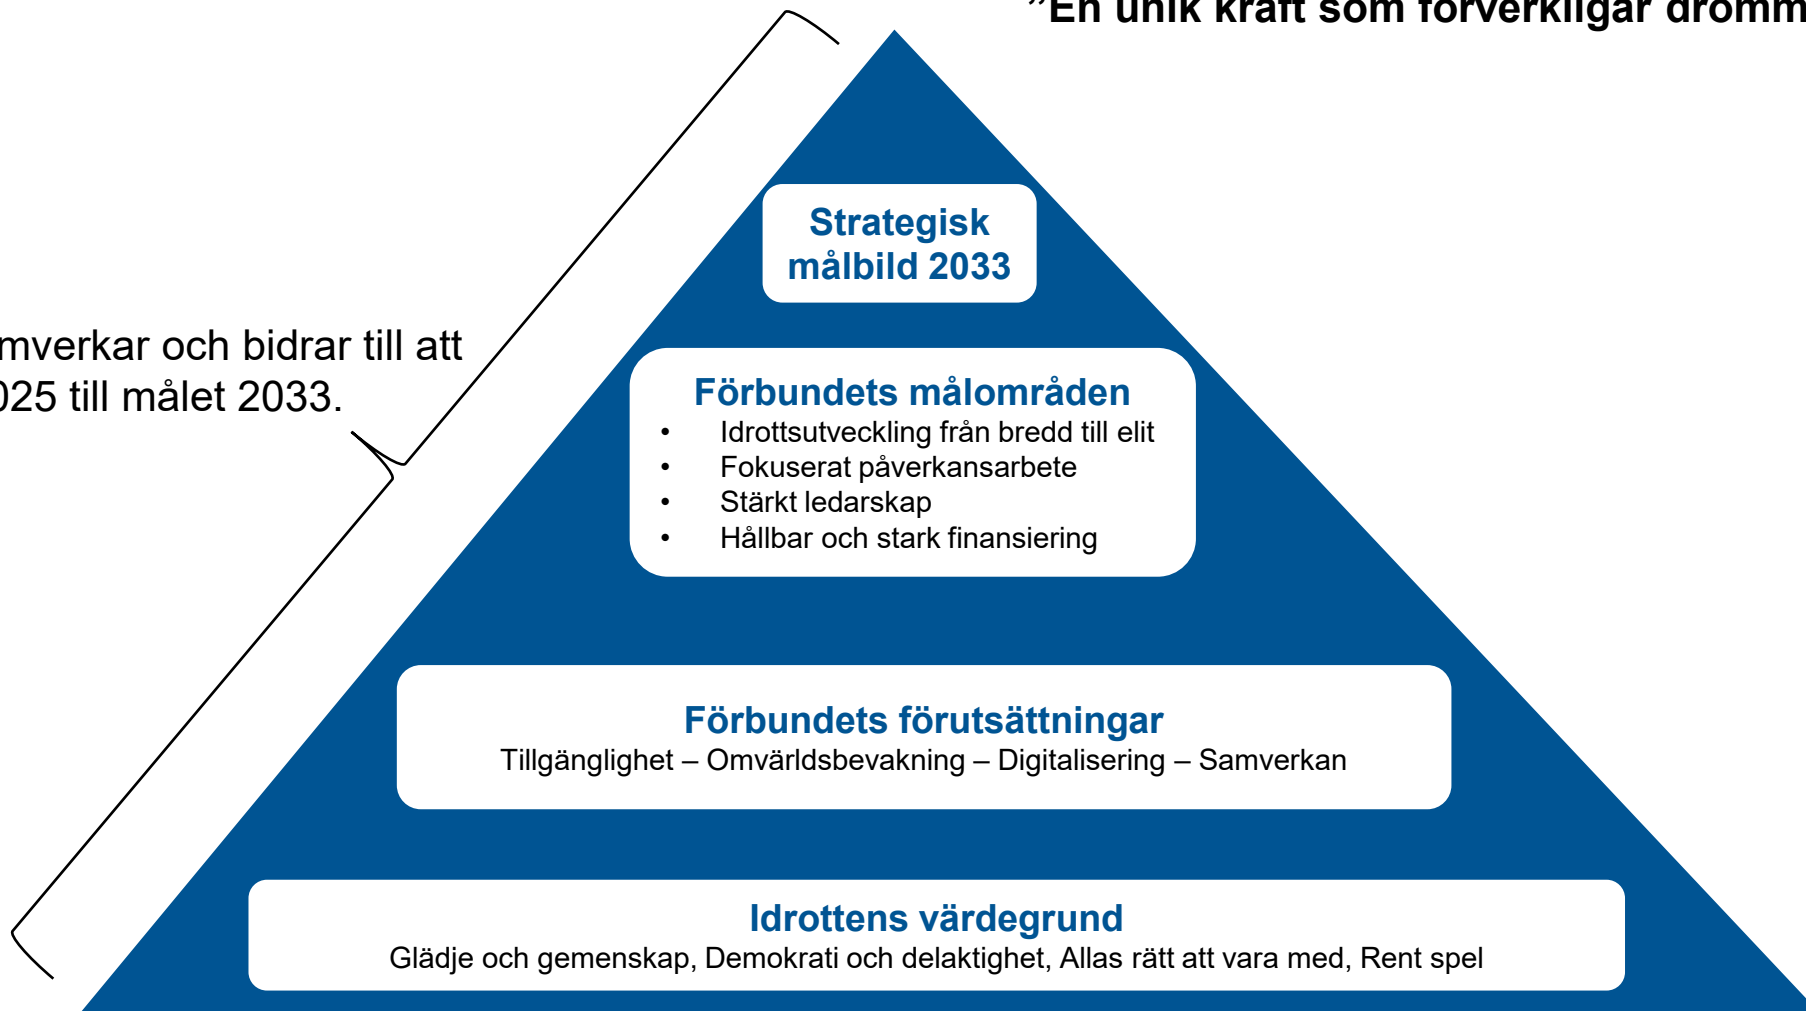 ”En unik kraft som förverkligar drömm
Strategisk
målbild 2033
mverkar och bidrar till att
025 till målet 2033.
Förbundets målområden
• Idrottsutveckling från bredd till elit
• Fokuserat påverkansarbete
• Stärkt ledarskap
• Hållbar och stark finansiering
Förbundets förutsättningar
Tillgänglighet – Omvärldsbevakning – Digitalisering – Samverkan
Idrottens värdegrund
Glädje och gemenskap, Demokrati och delaktighet, Allas rätt att vara med, Rent spel